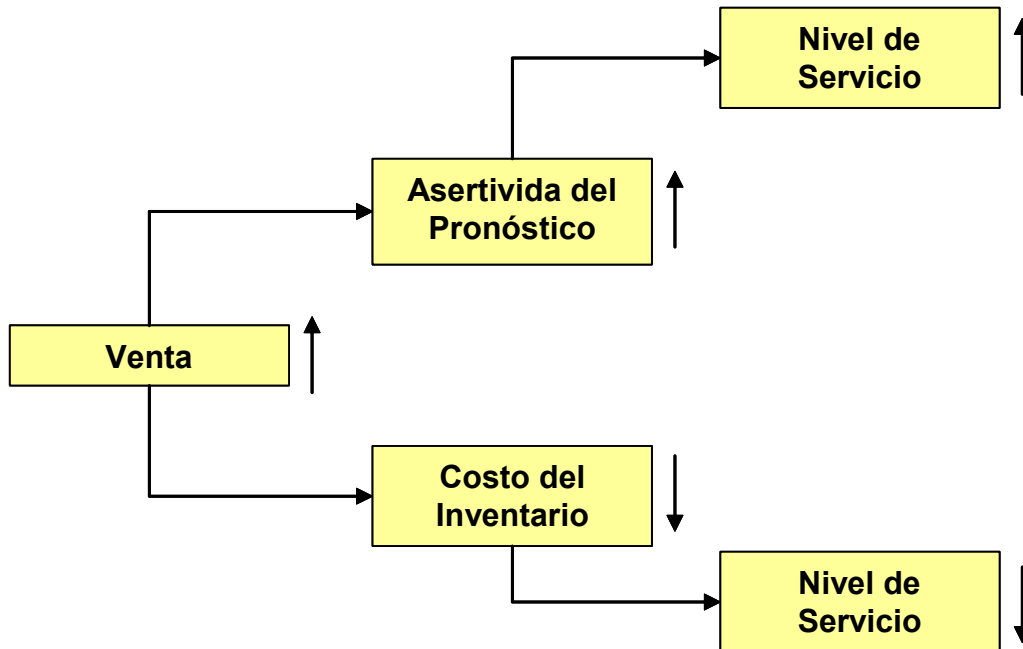 Nivel de
Servicio
Asertivida del
Pronóstico
Venta
Costo del
Inventario
Nivel de
Servicio